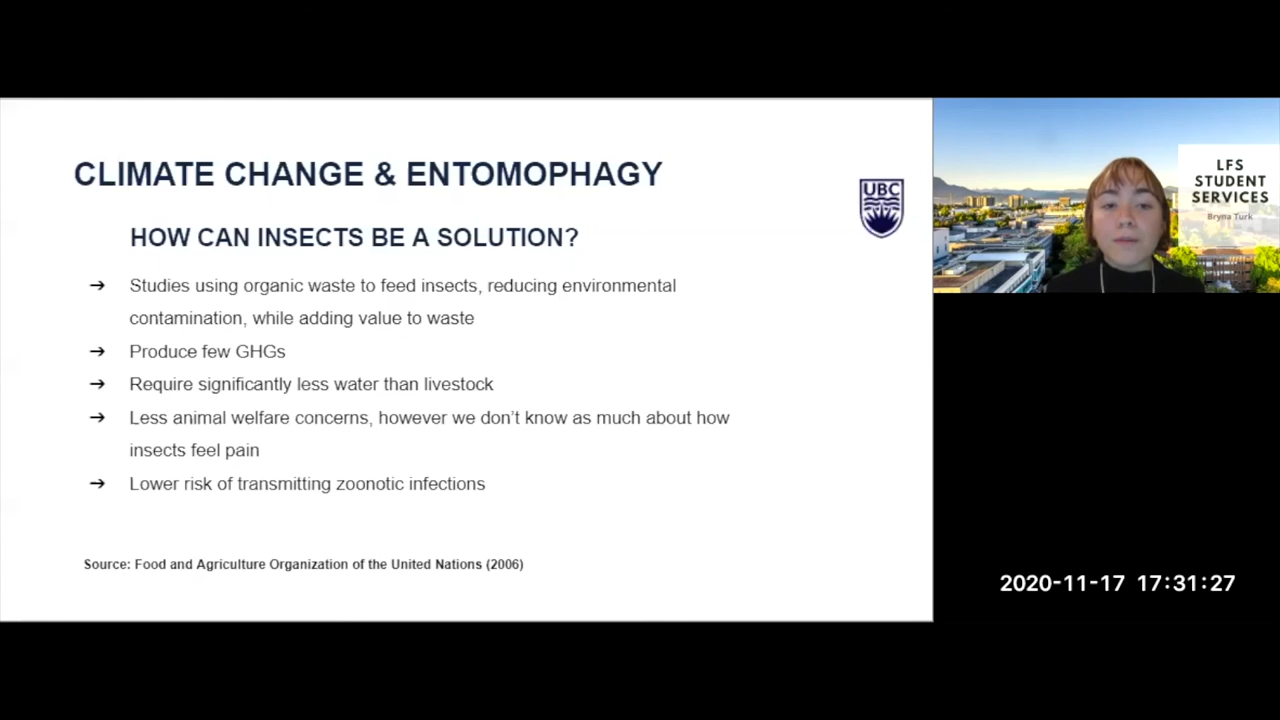 CLIMATE CHANGE & ENTOMOPHAGY
UBC
HOW CAN INSECTS BE A SOLUTION?
➔ Studies using organic waste to feed insects, reducing environmental
contamination, while adding value to waste
➔ Produce few GHGs
➔ Require significantly less water than livestock
➔ Less animal welfare concerns, however we don't know as much about how
insects feel pain
➔ Lower risk of transmitting zoonotic infections
Source: Food and Agriculture Organization of the United Nations (2006)
LFS
STUDENT
SERVICES
Bryna Turk
2020-11-17 17:31:27